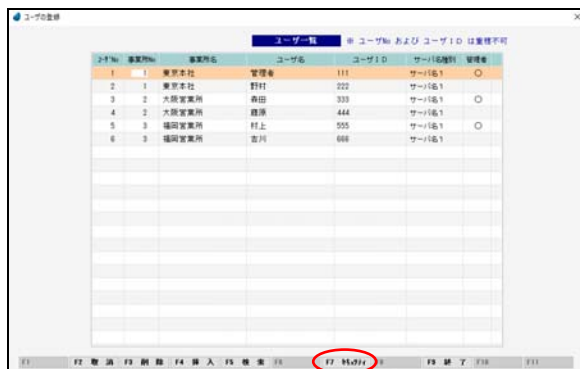 ユーザの登録
ユーザ一覧 ※ ユーザNo および ユーザID は重複不可
ユーザNo 事業所No 事業所名 ユーザ名 ユーザID サーバ名種別 管理者
1 1 東京本社 管理者 111 サーバ名1 ○
2 1 東京本社 野村 222 サーバ名1
3 2 大阪営業所 森田 333 サーバ名1 ○
4 2 大阪営業所 藤原 444 サーバ名1
5 3 福岡営業所 村上 555 サーバ名1 ○
6 3 福岡営業所 吉川 666 サーバ名1
F1 F2 取 消 F3 削 除 F4 挿 入 F5 検 索 F6 F7 ｾｷｭﾘﾃｨ F8 F9 終 了 F10 F11